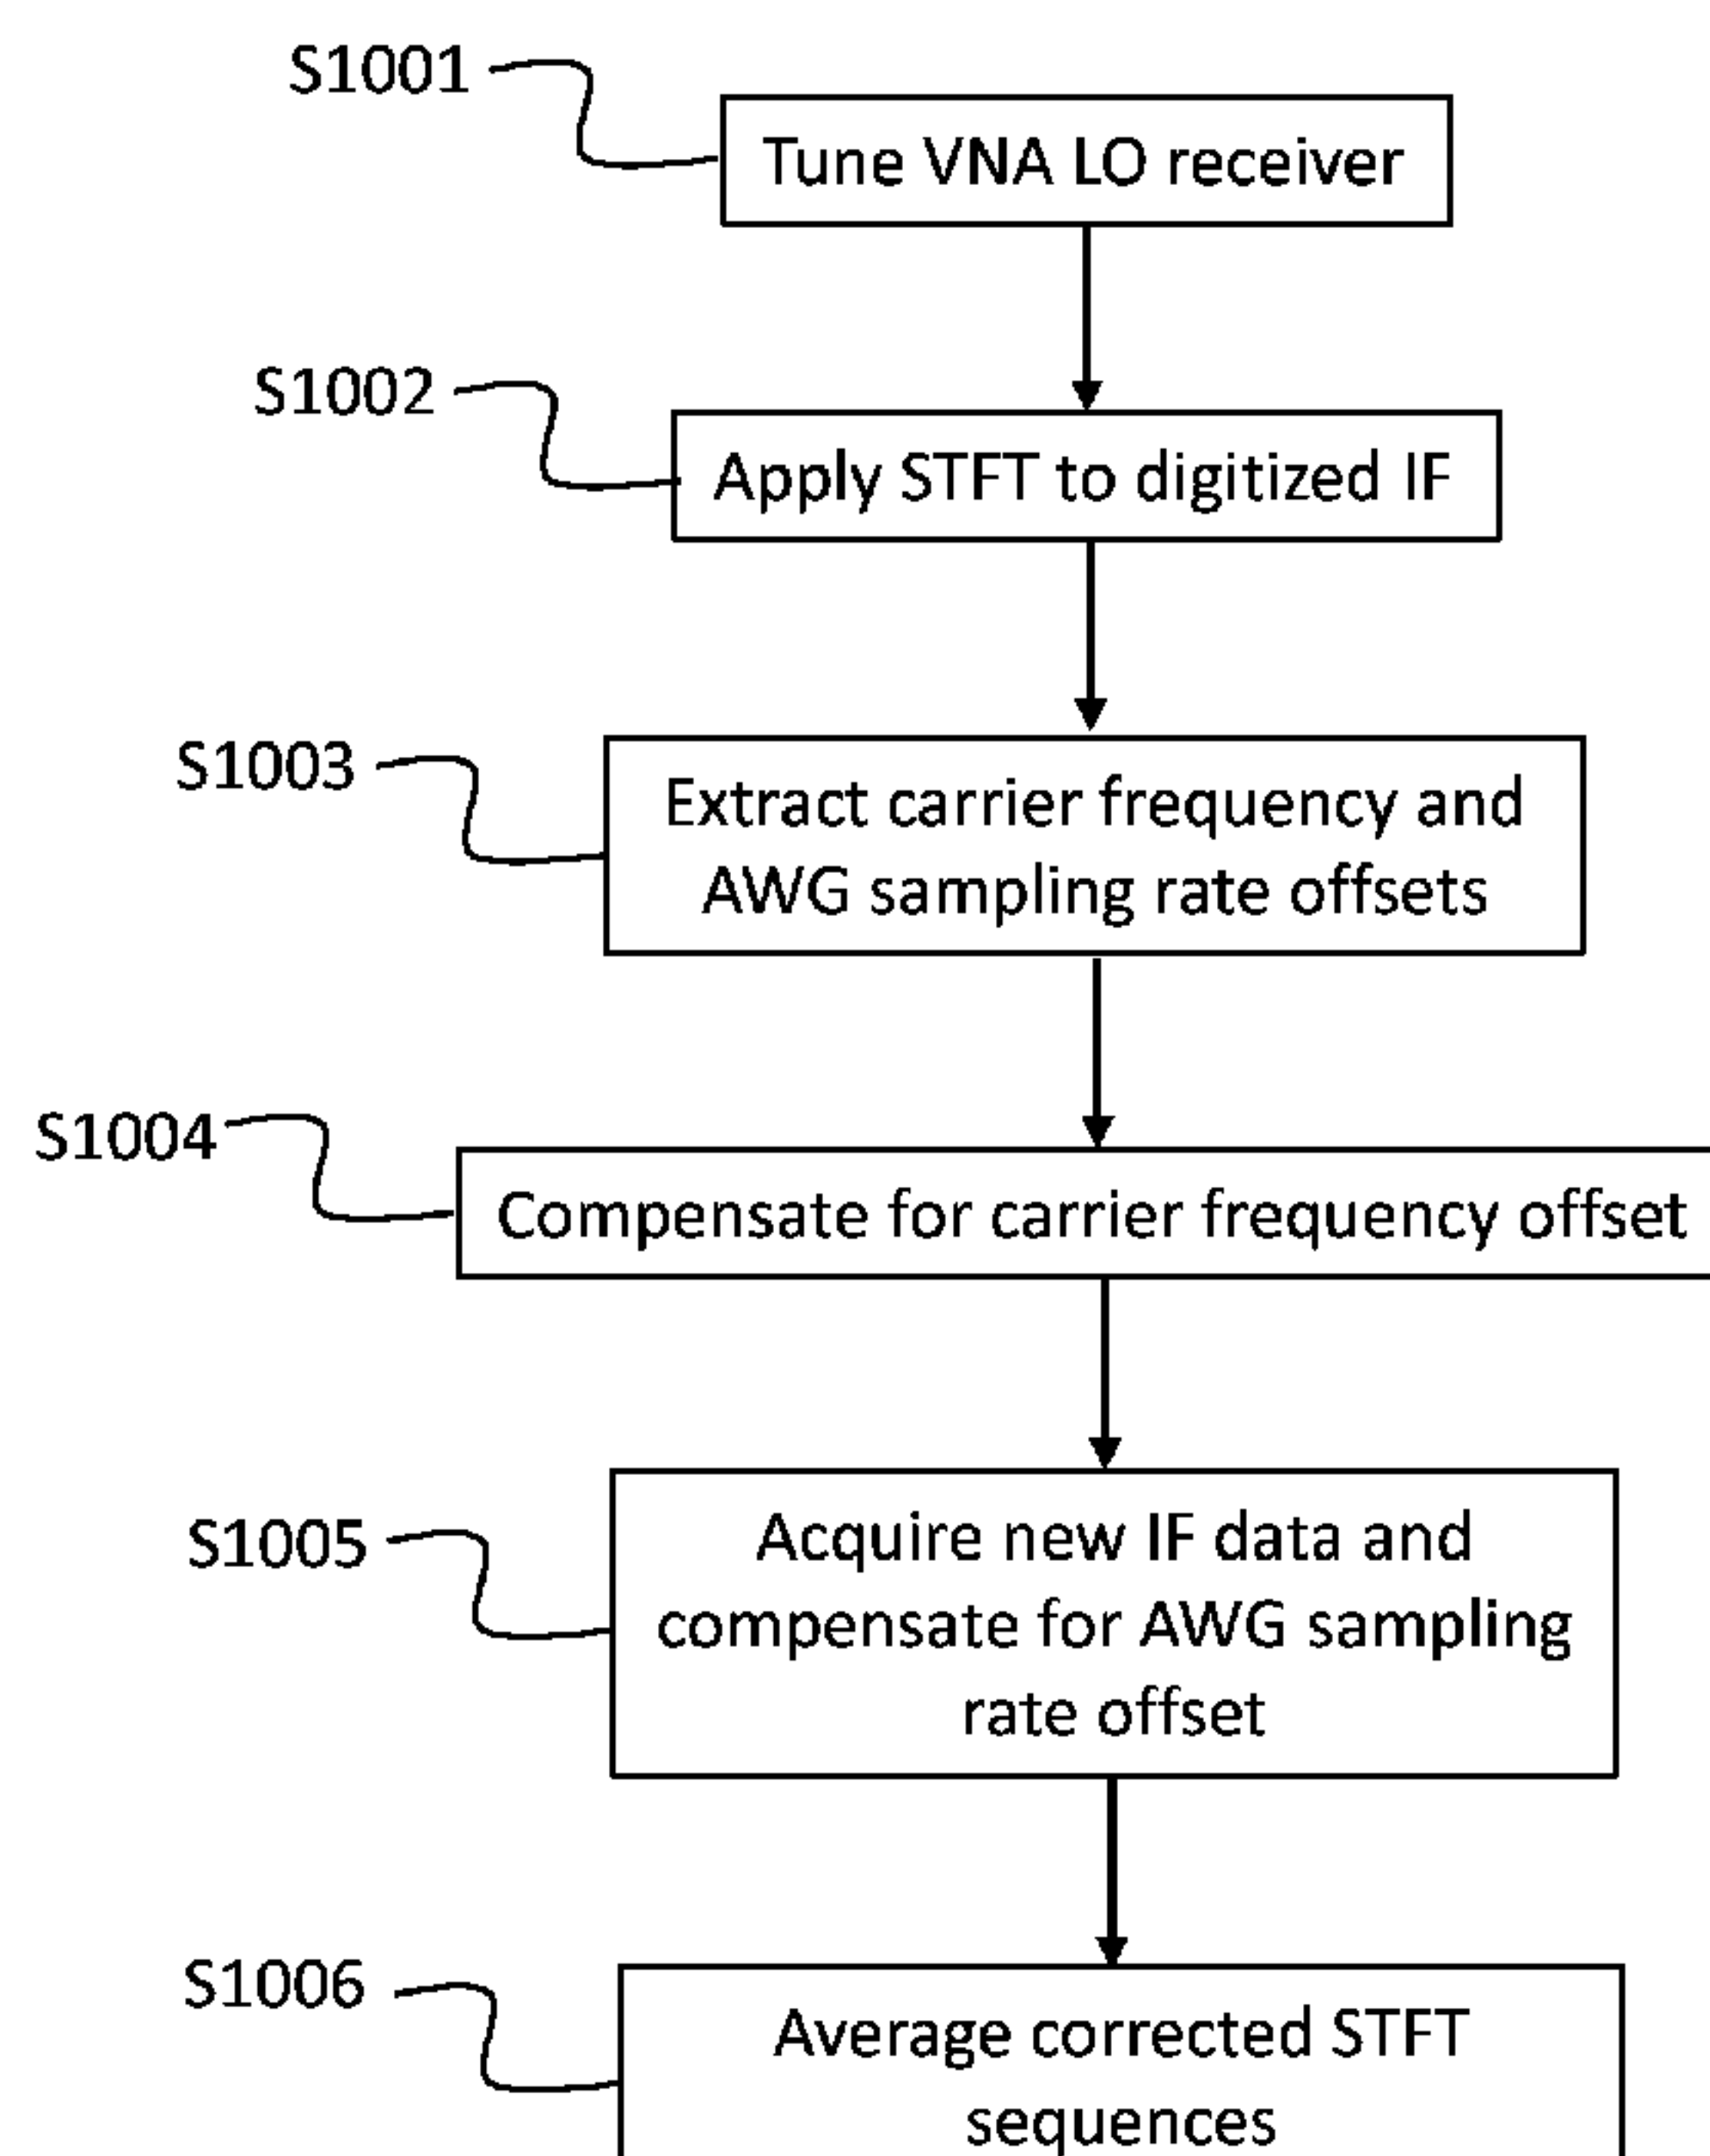 S1001
Tune VNA LO receiver
S1002
Apply STFT to digitized IF
S1003
Extract carrier frequency and
AWG sampling rate offsets
S1004
Compensate for carrier frequency offset
S1005
Acquire new IF data and
compensate for AWG sampling
rate offset
S1006
Average corrected STFT
sequences